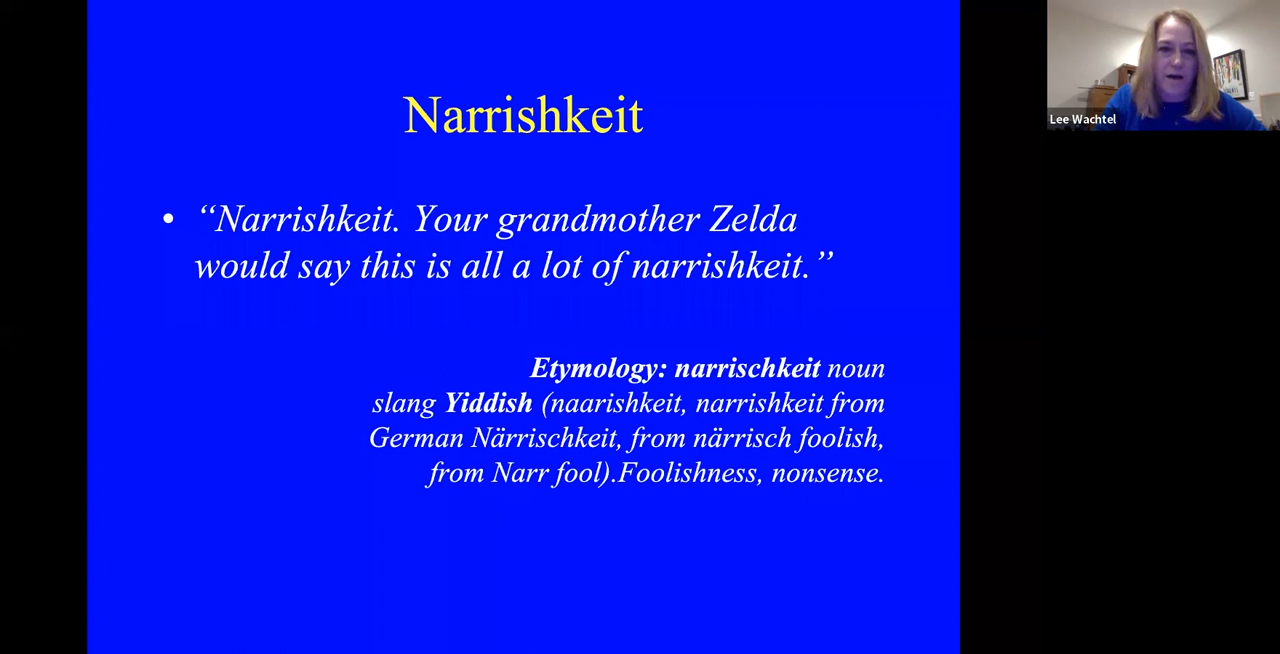 Narrishkeit
• “Narrishkeit. Your grandmother Zelda
would say this is all a lot of narrishkeit.”
Etymology: narrischkeit noun
slang Yiddish (naarishkeit, narrishkeit from
German Närrischkeit, from närrisch foolish,
from Narr fool).Foolishness, nonsense.
Lee Wachtel